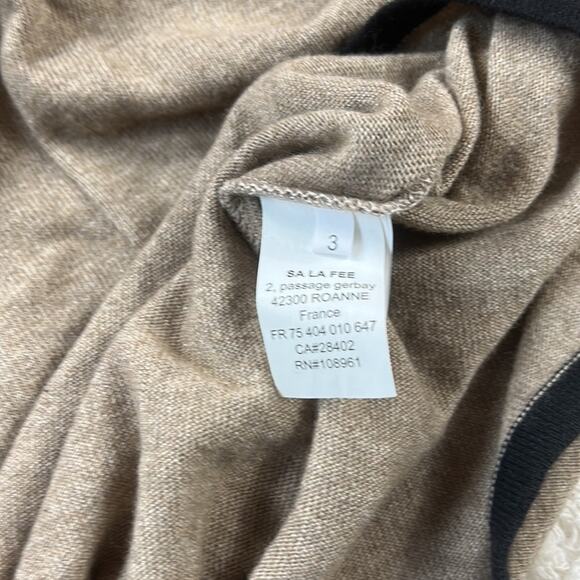 3
SA LA FEE
2, passage gerbay
42300 ROANNE
France
FR 75 404 010 647
CA#28402
RN#108961